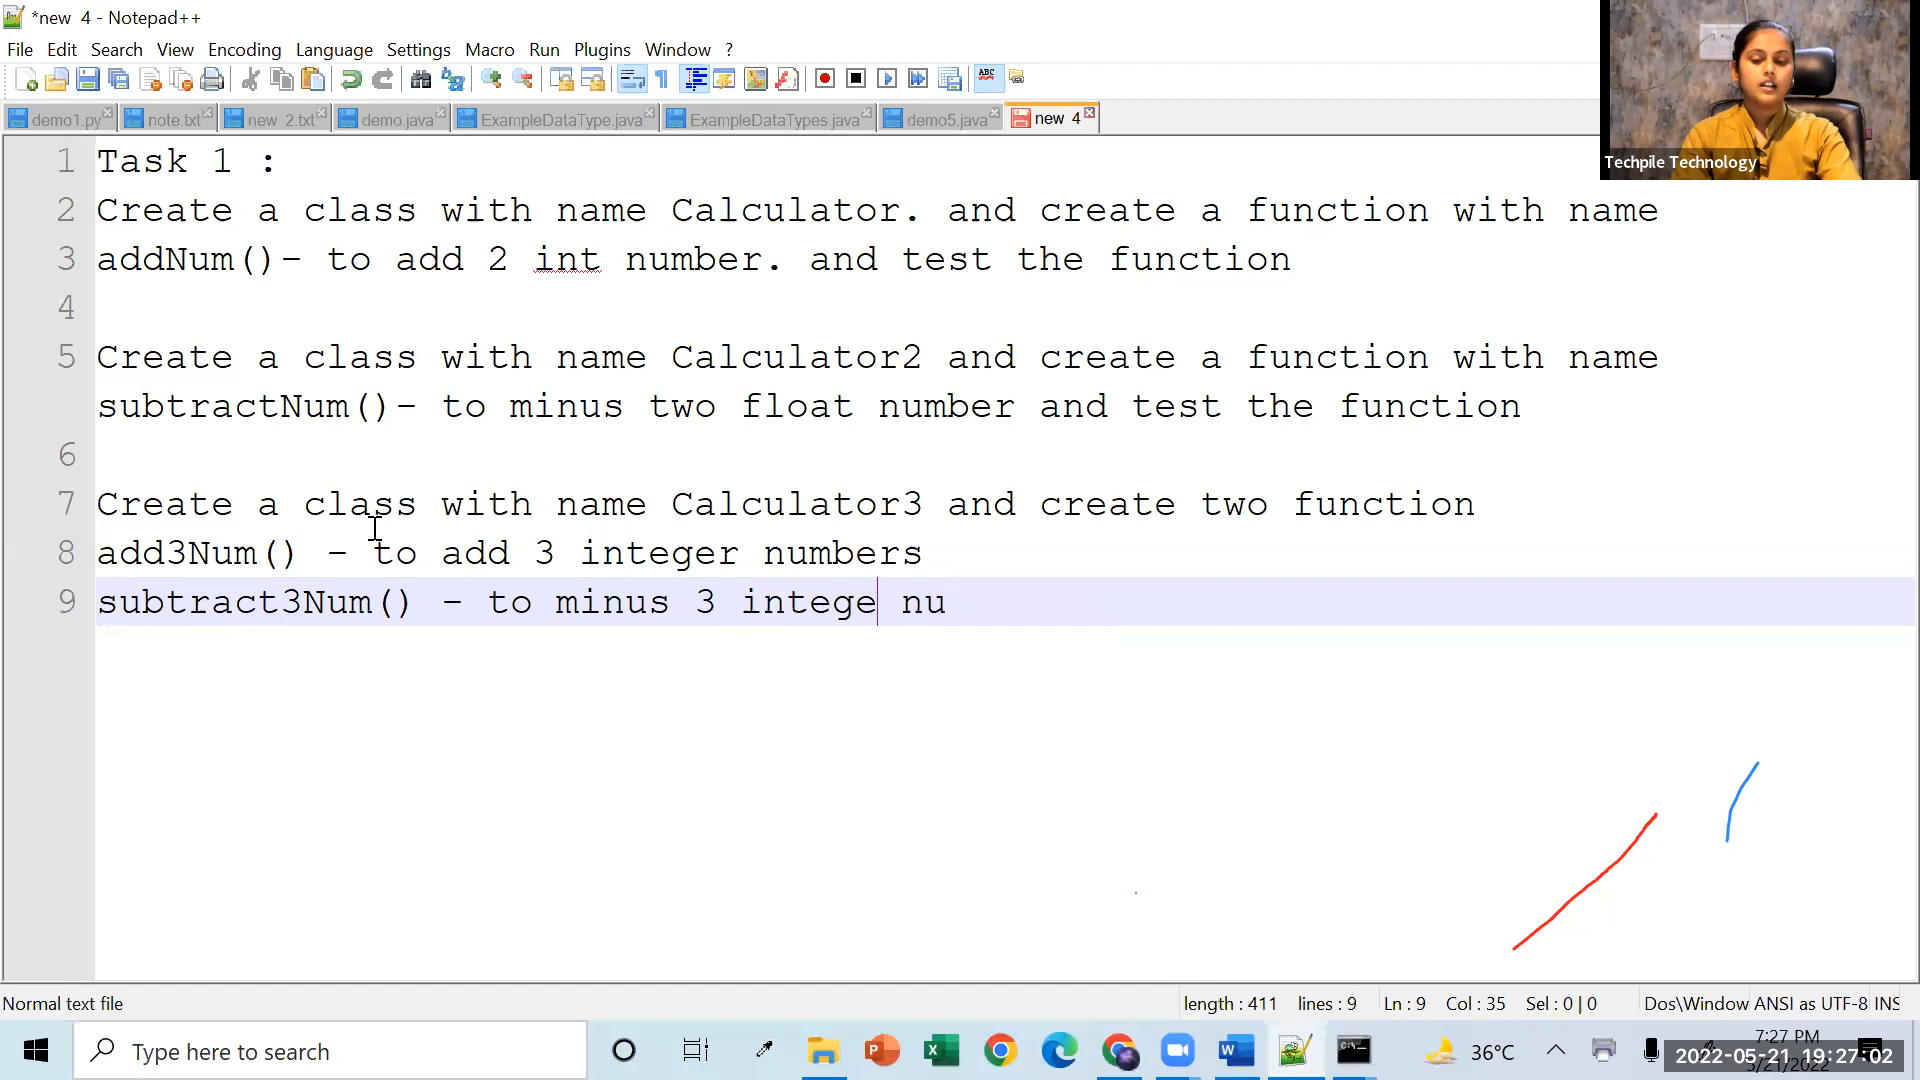 *new  4 - Notepad++
File Edit Search View Encoding Language Settings Macro Run Plugins Window ?
ABC
demo1.py note.txt new 2.txt demo.java ExampleDataType.java ExampleDataTypes.java demo5.java new 4
Techpile Technology
1 Task 1 :
2 Create a class with name Calculator. and create a function with name
3 addNum()- to add 2 int number. and test the function
4
5 Create a class with name Calculator2 and create a function with name
subtractNum()- to minus two float number and test the function
6
7 Create a class with name Calculator3 and create two function
8 add3Num() - to add 3 integer numbers
9 subtract3Num() - to minus 3 intege nu
Normal text file length : 411 lines : 9 Ln : 9 Col : 35 Sel : 0 | 0 Dos\Window ANSI as UTF-8 INS
Type here to search
36°C
7:27 PM
2022-05-21 19:27:02